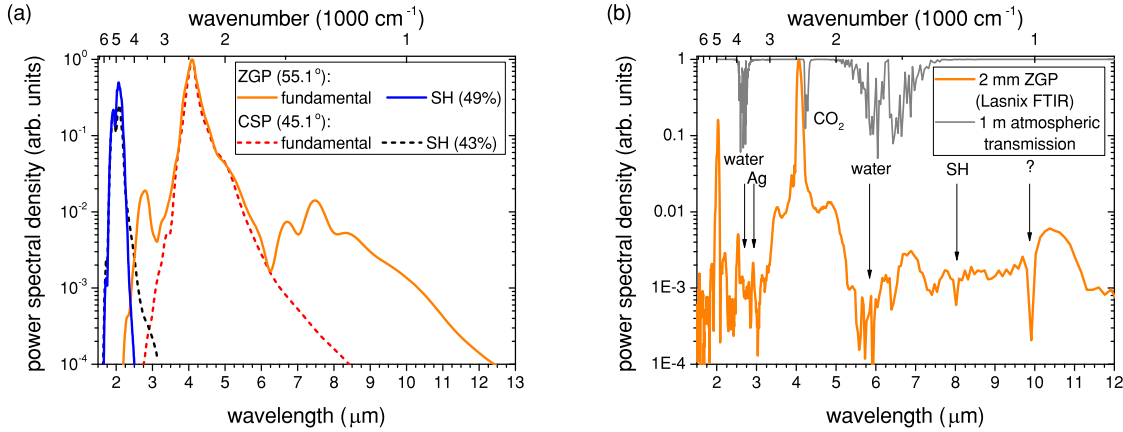 (a)
wavenumber (1000 cm⁻¹)
6 5 4 3 2 1
power spectral density (arb. units)
10⁰
10⁻¹
10⁻²
10⁻³
10⁻⁴
ZGP (55.1°):
fundamental SH (49%)
CSP (45.1°):
fundamental SH (43%)
2 3 4 5 6 7 8 9 10 11 12 13
wavelength (μm)
(b)
wavenumber (1000 cm⁻¹)
6 5 4 3 2 1
power spectral density (arb. units)
1
0.1
0.01
1E-3
1E-4
2 mm ZGP
(Lasnix FTIR)
1 m atmospheric
transmission
CO₂
water
Ag
water
SH
?
2 3 4 5 6 7 8 9 10 11 12
wavelength (μm)